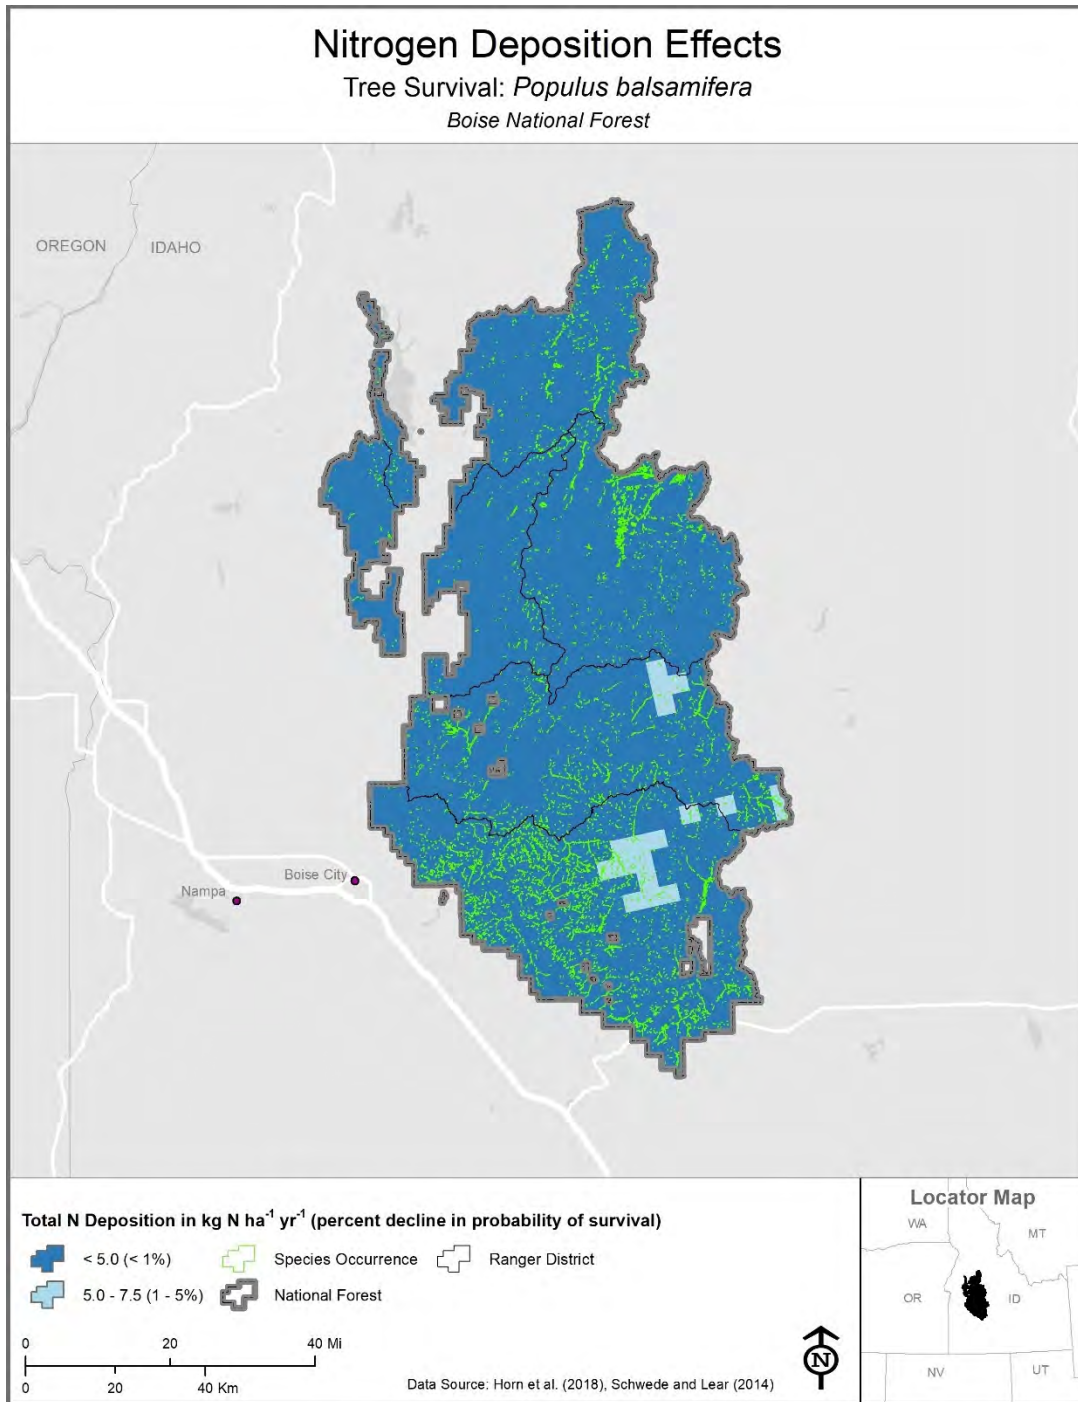 Nitrogen Deposition Effects
Tree Survival: Populus balsamifera
Boise National Forest
OREGON
IDAHO
Boise City
Nampa
Total N Deposition in kg N ha⁻¹ yr⁻¹ (percent decline in probability of survival)
< 5.0 (< 1%)
Species Occurrence
Ranger District
5.0 - 7.5 (1 - 5%)
National Forest
0 20 40 Mi
0 20 40 Km
N
Data Source: Horn et al. (2018), Schwede and Lear (2014)
Locator Map
WA
MT
OR
ID
NV
UT